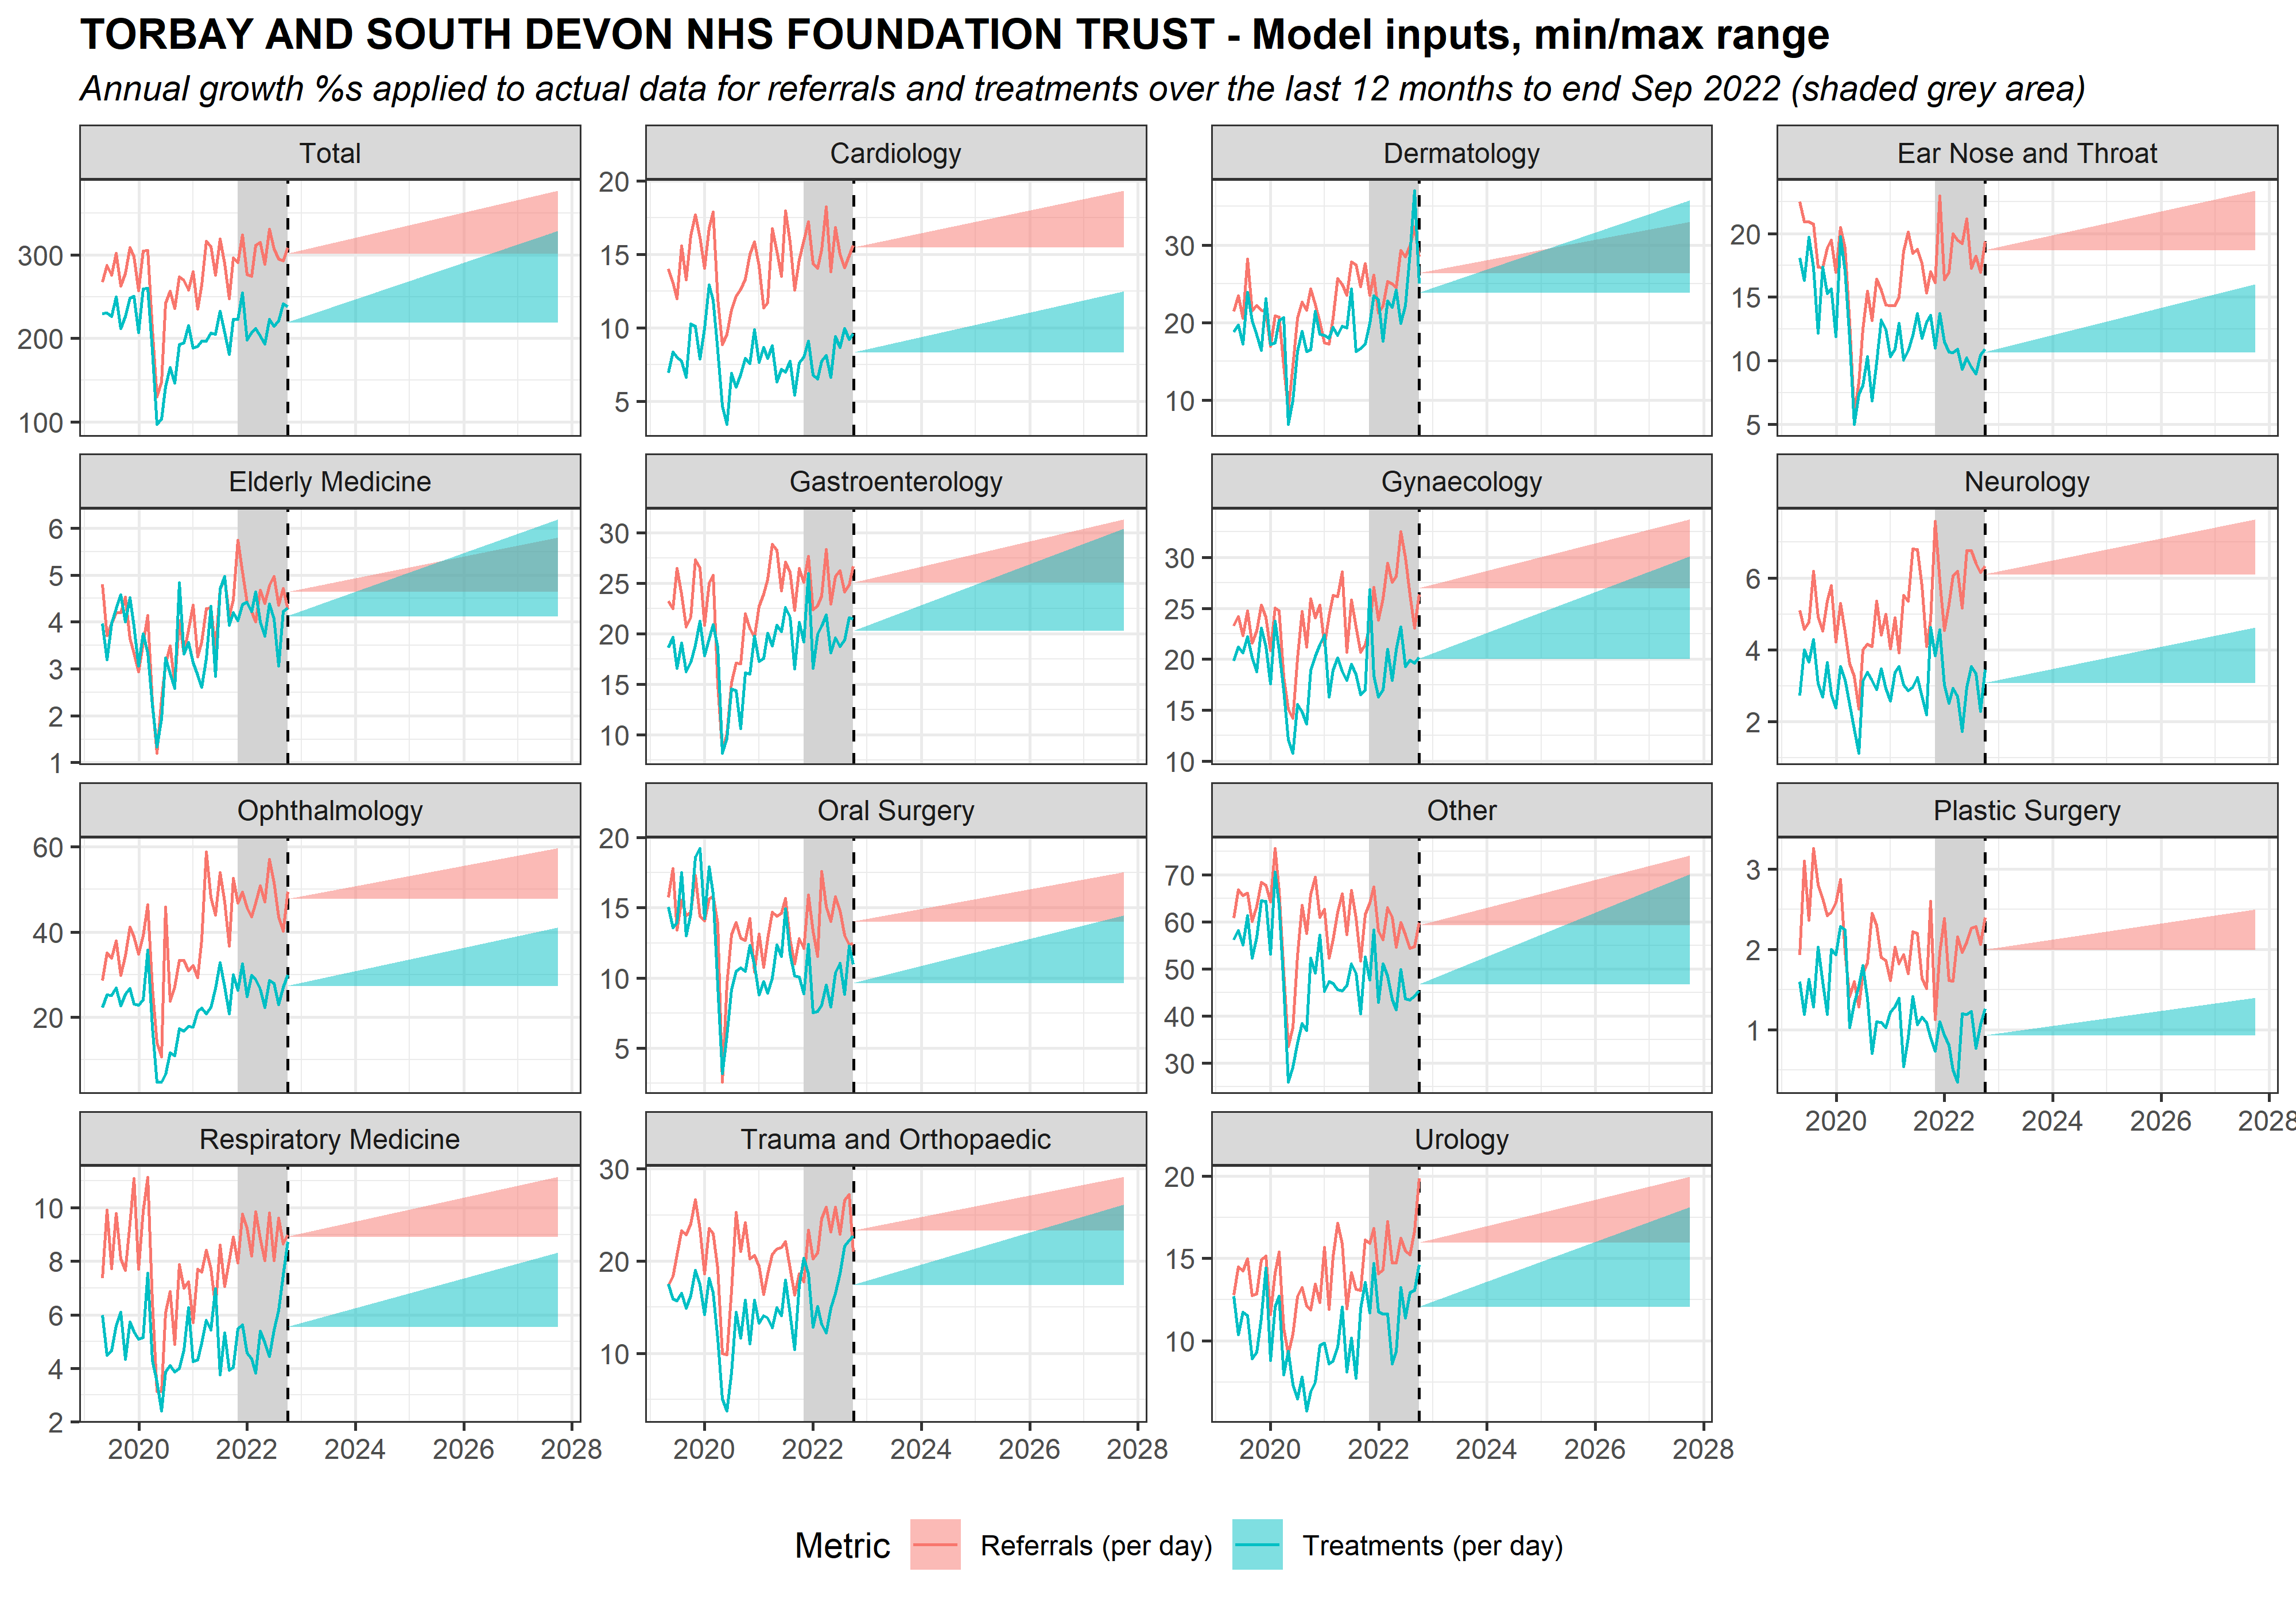 TORBAY AND SOUTH DEVON NHS FOUNDATION TRUST - Model inputs, min/max range
Annual growth %s applied to actual data for referrals and treatments over the last 12 months to end Sep 2022 (shaded grey area)
Total
Cardiology
Dermatology
Ear Nose and Throat
300
200
100
20
15
10
5
30
20
10
20
15
10
5
Elderly Medicine
Gastroenterology
Gynaecology
Neurology
6
5
4
3
2
1
30
25
20
15
10
30
25
20
15
10
6
4
2
Ophthalmology
Oral Surgery
Other
Plastic Surgery
60
40
20
20
15
10
5
70
60
50
40
30
3
2
1
2020 2022 2024 2026 2028
Respiratory Medicine
Trauma and Orthopaedic
Urology
10
8
6
4
2
30
20
10
20
15
10
2020 2022 2024 2026 2028
2020 2022 2024 2026 2028
2020 2022 2024 2026 2028
Metric Referrals (per day) Treatments (per day)